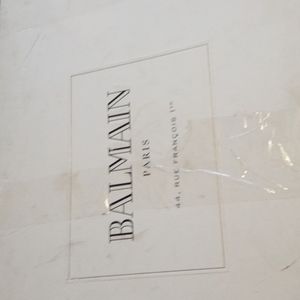 BALMAIN
PARIS
44, RUE FRANÇOIS 1ER